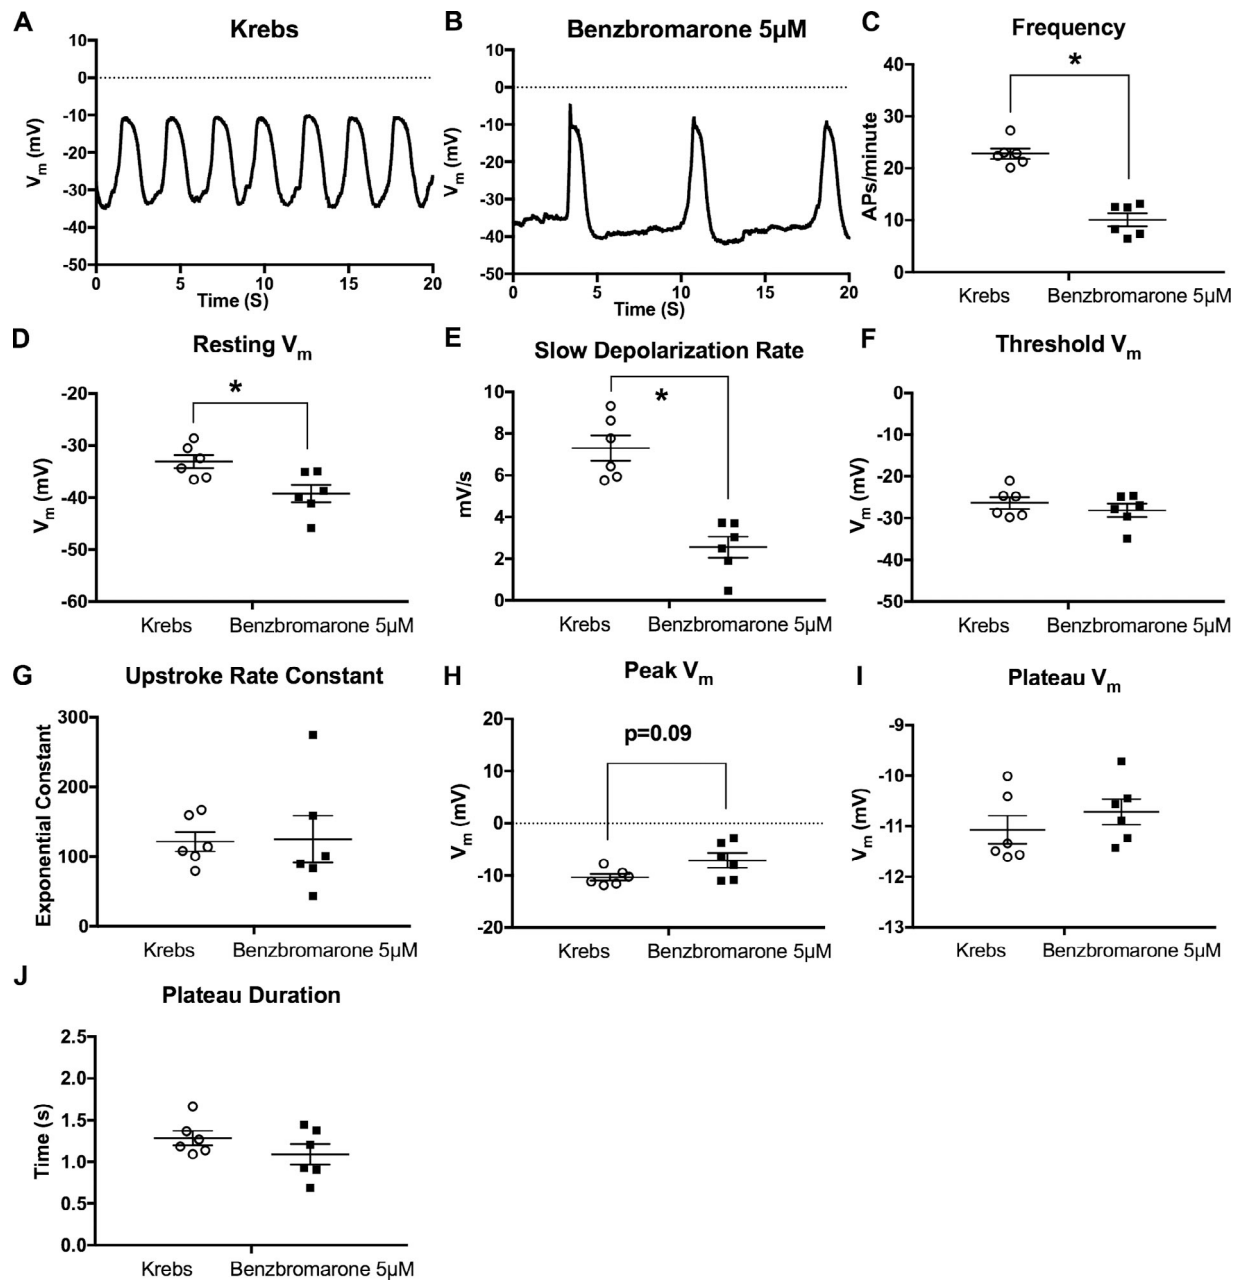 A
Krebs
10
0
-10
-20
-30
-40
-50
Vm (mV)
0 5 10 15 20
Time (S)
B
Benzbromarone 5µM
10
0
-10
-20
-30
-40
-50
Vm (mV)
0 5 10 15 20
Time (S)
C
Frequency
*
40
30
20
10
0
APs/minute
Krebs Benzbromarone 5µM
D
Resting Vm
*
-20
-30
-40
-50
-60
Vm (mV)
Krebs Benzbromarone 5µM
E
Slow Depolarization Rate
*
10
8
6
4
2
0
mV/s
Krebs Benzbromarone 5µM
F
Threshold Vm
0
-10
-20
-30
-40
-50
Vm (mV)
Krebs Benzbromarone 5µM
G
Upstroke Rate Constant
300
200
100
0
Exponential Constant
Krebs Benzbromarone 5µM
H
Peak Vm
p=0.09
20
10
0
-10
-20
Vm (mV)
Krebs Benzbromarone 5µM
I
Plateau Vm
-9
-10
-11
-12
-13
Vm (mV)
Krebs Benzbromarone 5µM
J
Plateau Duration
2.5
2.0
1.5
1.0
0.5
0.0
Time (s)
Krebs Benzbromarone 5µM